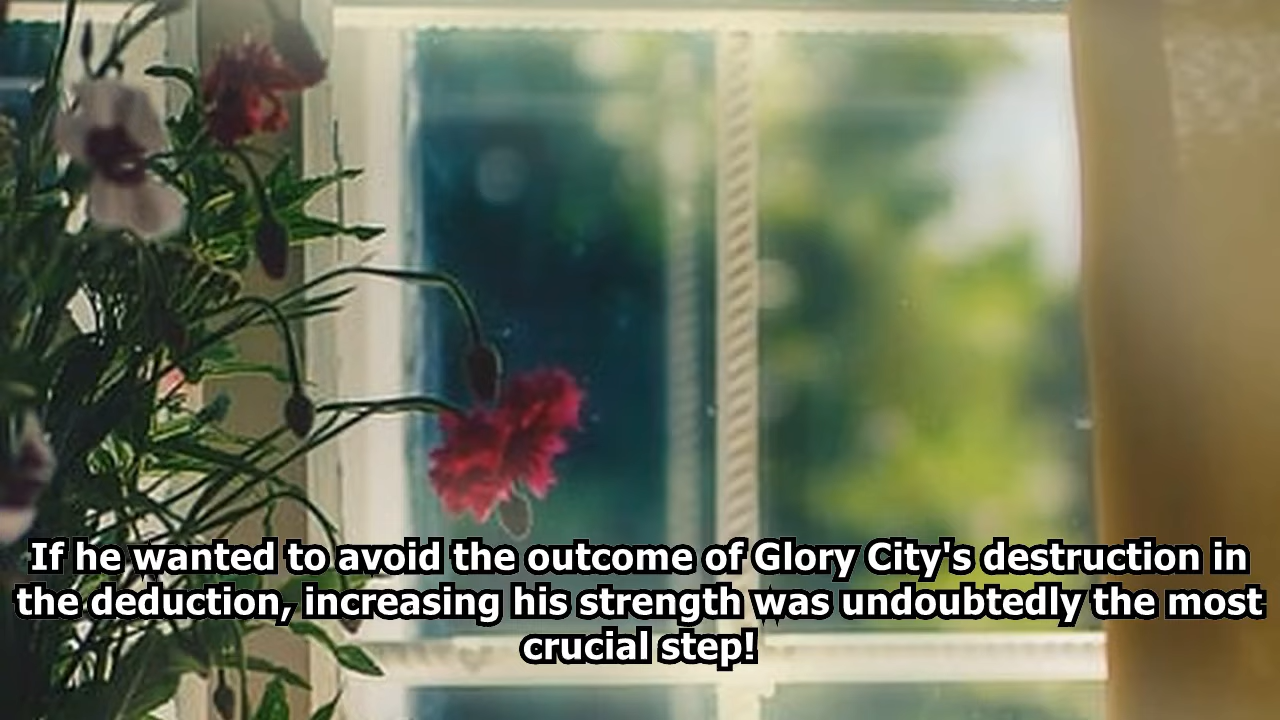 If he wanted to avoid the outcome of Glory City's destruction in
the deduction, increasing his strength was undoubtedly the most
crucial step!